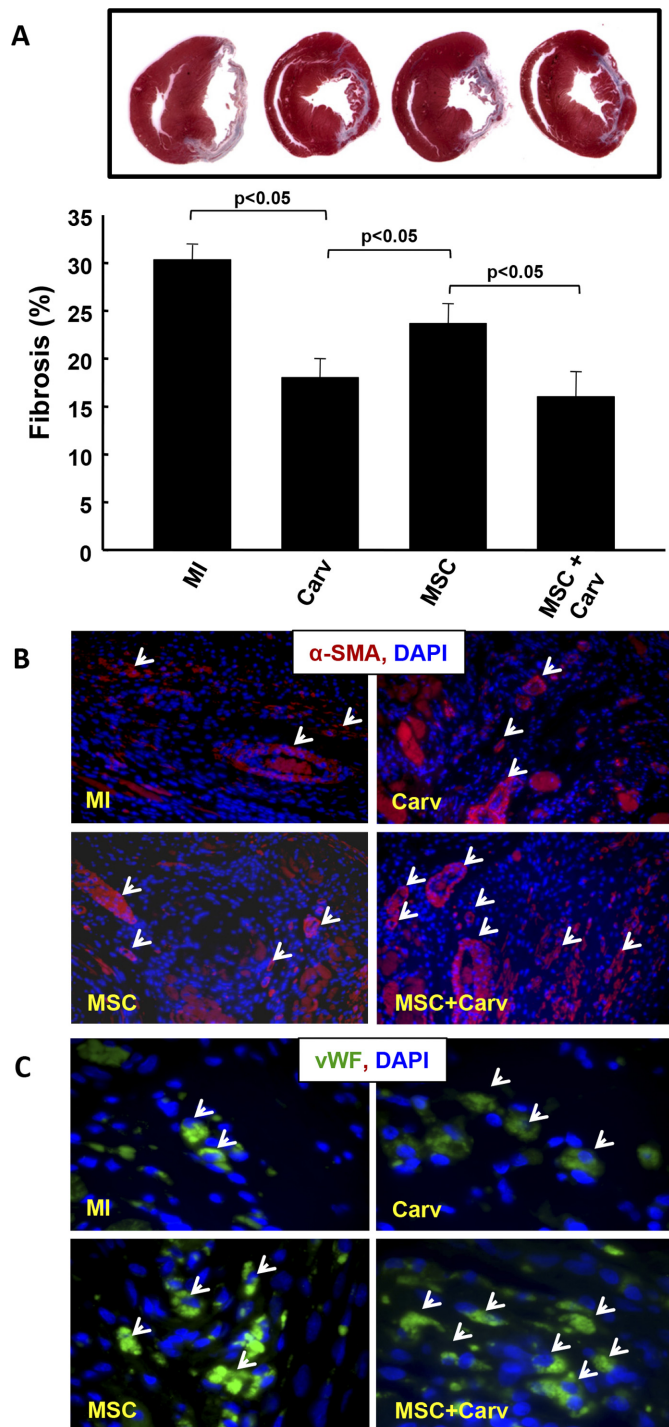 A
p<0.05
p<0.05
p<0.05
35
30
25
20
15
10
5
0
Fibrosis (%)
MI
Carv
MSC
MSC +
Carv
B
α-SMA, DAPI
MI
Carv
MSC
MSC+Carv
C
vWF, DAPI
MI
Carv
MSC
MSC+Carv